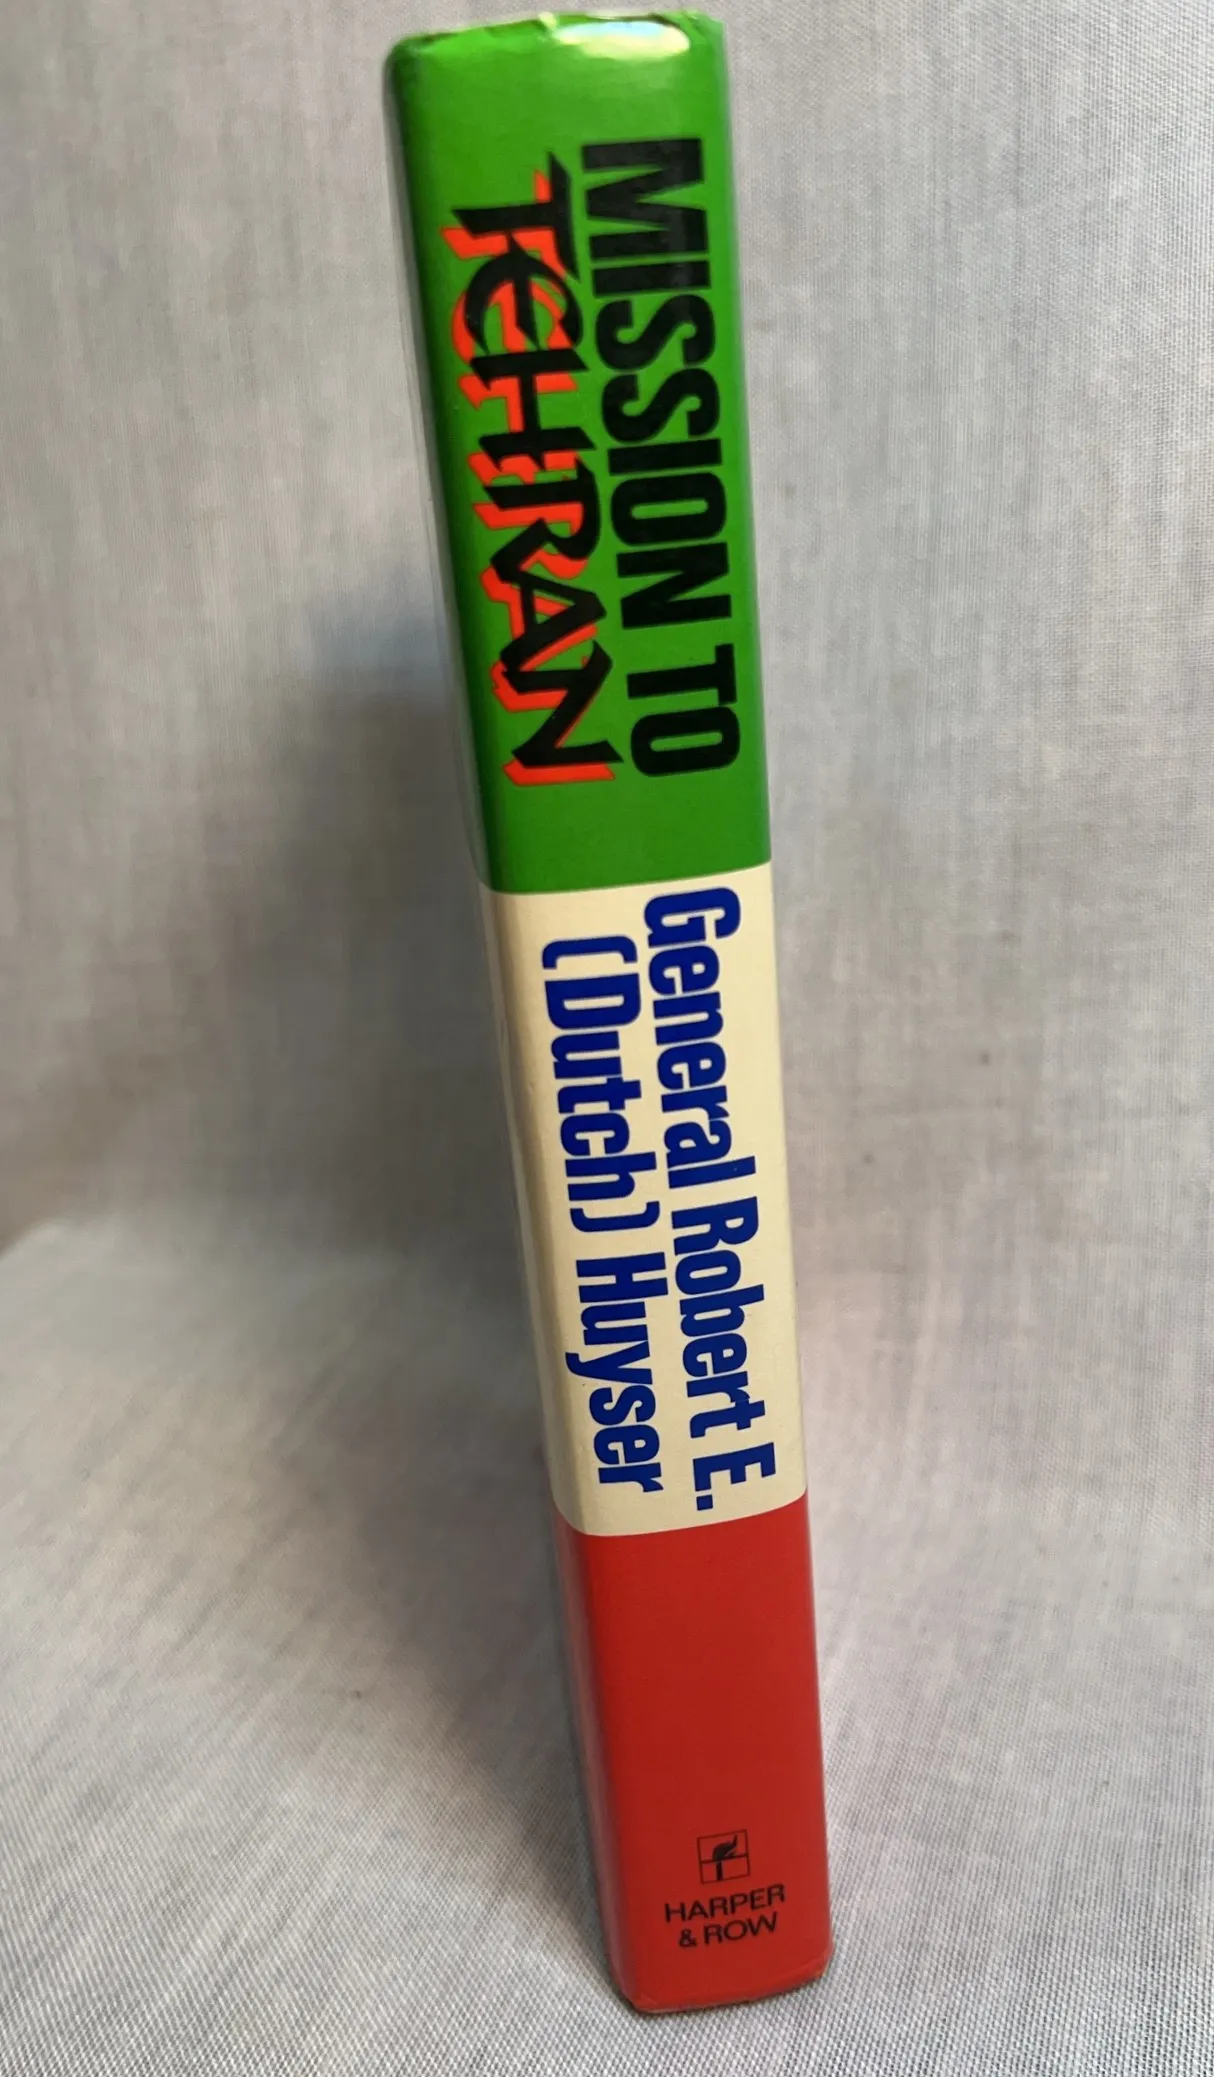 MISSION TO
TEHRAN
General Robert E.
(Dutch) Huyser
HARPER
& ROW